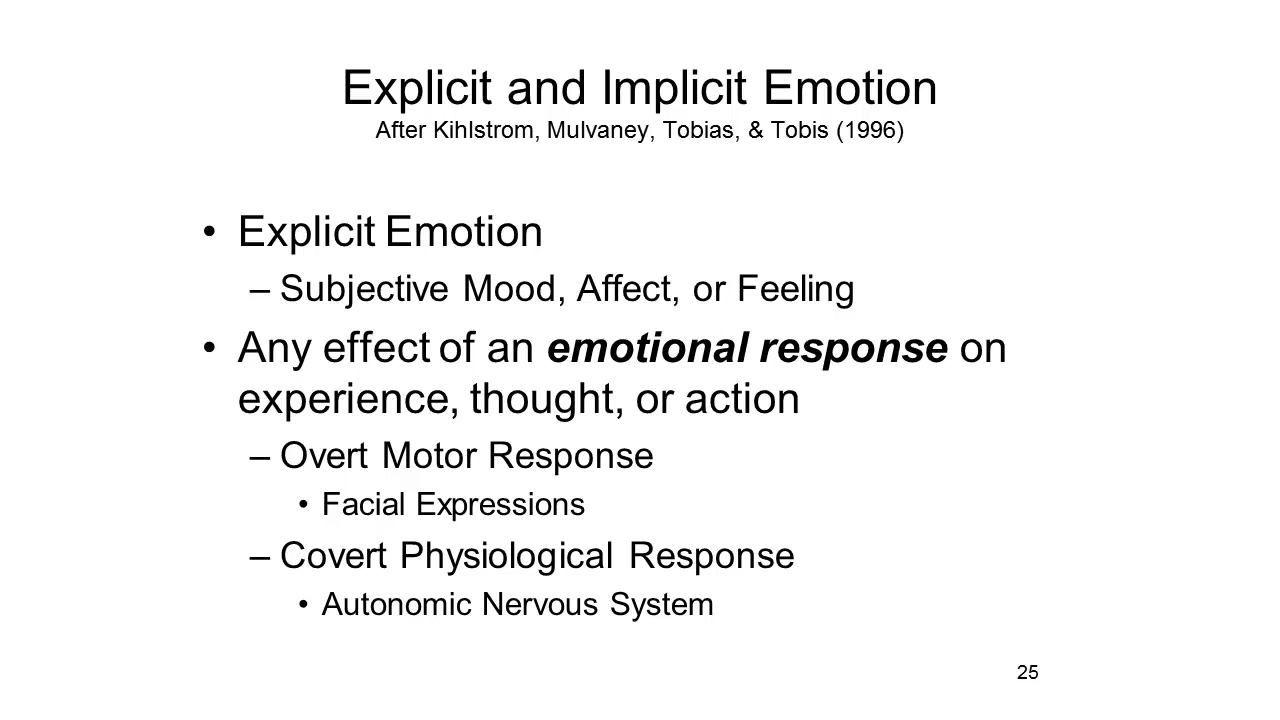 Explicit and Implicit Emotion
After Kihlstrom, Mulvaney, Tobias, & Tobis (1996)
• Explicit Emotion
– Subjective Mood, Affect, or Feeling
• Any effect of an emotional response on
experience, thought, or action
– Overt Motor Response
• Facial Expressions
– Covert Physiological Response
• Autonomic Nervous System
25